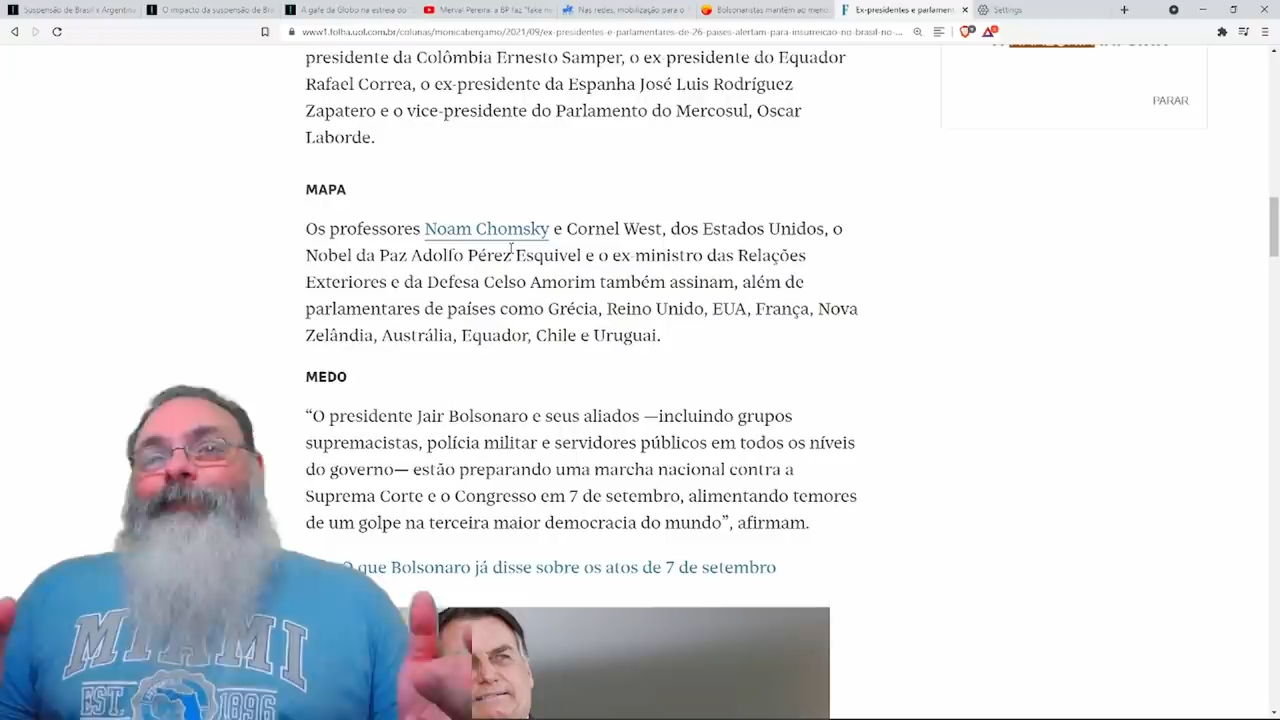 Suspensão de Brasil x Argentina
O impacto da suspensão de Bra
A gafe da Globo na estreia do
Merval Pereira: a BP faz "fake ne
Nas redes, mobilização para o
Bolsonaristas mantêm ao meno
Ex-presidentes e parlament
Settings
www1.folha.uol.com.br/colunas/monicabergamo/2021/09/ex-presidentes-e-parlamentares-de-26-paises-alertam-para-insurreicao-no-brasil-no-...
PARAR
presidente da Colômbia Ernesto Samper, o ex presidente do Equador
Rafael Correa, o ex-presidente da Espanha José Luis Rodríguez
Zapatero e o vice-presidente do Parlamento do Mercosul, Oscar
Laborde.
MAPA
Os professores Noam Chomsky e Cornel West, dos Estados Unidos, o
Nobel da Paz Adolfo Pérez Esquivel e o ex-ministro das Relações
Exteriores e da Defesa Celso Amorim também assinam, além de
parlamentares de países como Grécia, Reino Unido, EUA, França, Nova
Zelândia, Austrália, Equador, Chile e Uruguai.
MEDO
“O presidente Jair Bolsonaro e seus aliados —incluindo grupos
supremacistas, polícia militar e servidores públicos em todos os níveis
do governo— estão preparando uma marcha nacional contra a
Suprema Corte e o Congresso em 7 de setembro, alimentando temores
de um golpe na terceira maior democracia do mundo”, afirmam.
O que Bolsonaro já disse sobre os atos de 7 de setembro
MIAMI
EST. 1896